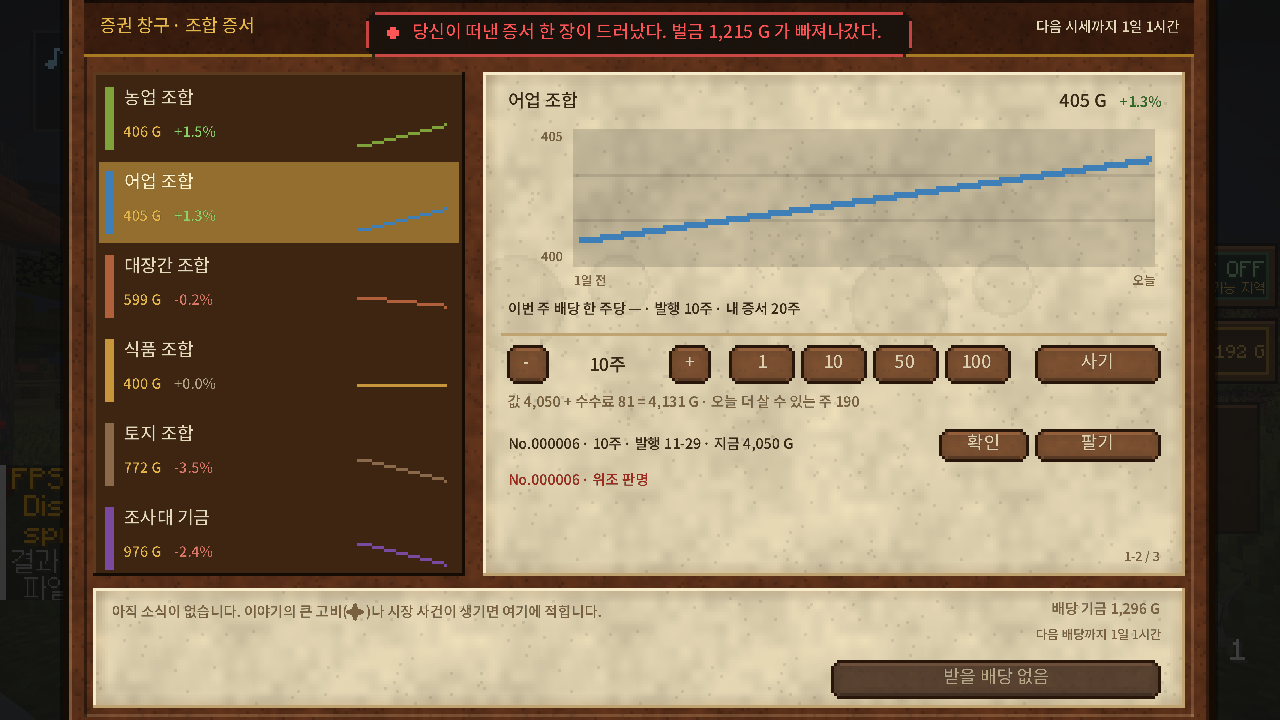 증권 창구 · 조합 증서
당신이 떠낸 증서 한 장이 드러났다. 벌금 1,215 G 가 빠져나갔다.
다음 시세까지 1일 1시간
농업 조합
406 G +1.5%
어업 조합
405 G +1.3%
대장간 조합
599 G -0.2%
식품 조합
400 G +0.0%
토지 조합
772 G -3.5%
조사대 기금
976 G -2.4%
어업 조합
405 G +1.3%
405
400
1일 전
오늘
이번 주 배당 한 주당 — · 발행 10주 · 내 증서 20주
- 10주 + 1 10 50 100 사기
값 4,050 + 수수료 81 = 4,131 G · 오늘 더 살 수 있는 주 190
No.000006 · 10주 · 발행 11-29 · 지금 4,050 G
확인 팔기
No.000006 · 위조 판명
1-2 / 3
아직 소식이 없습니다. 이야기의 큰 고비( )나 시장 사건이 생기면 여기에 적힙니다.
배당 기금 1,296 G
다음 배당까지 1일 1시간
받을 배당 없음
OFF
192 G
FPS
Dis
결과
1